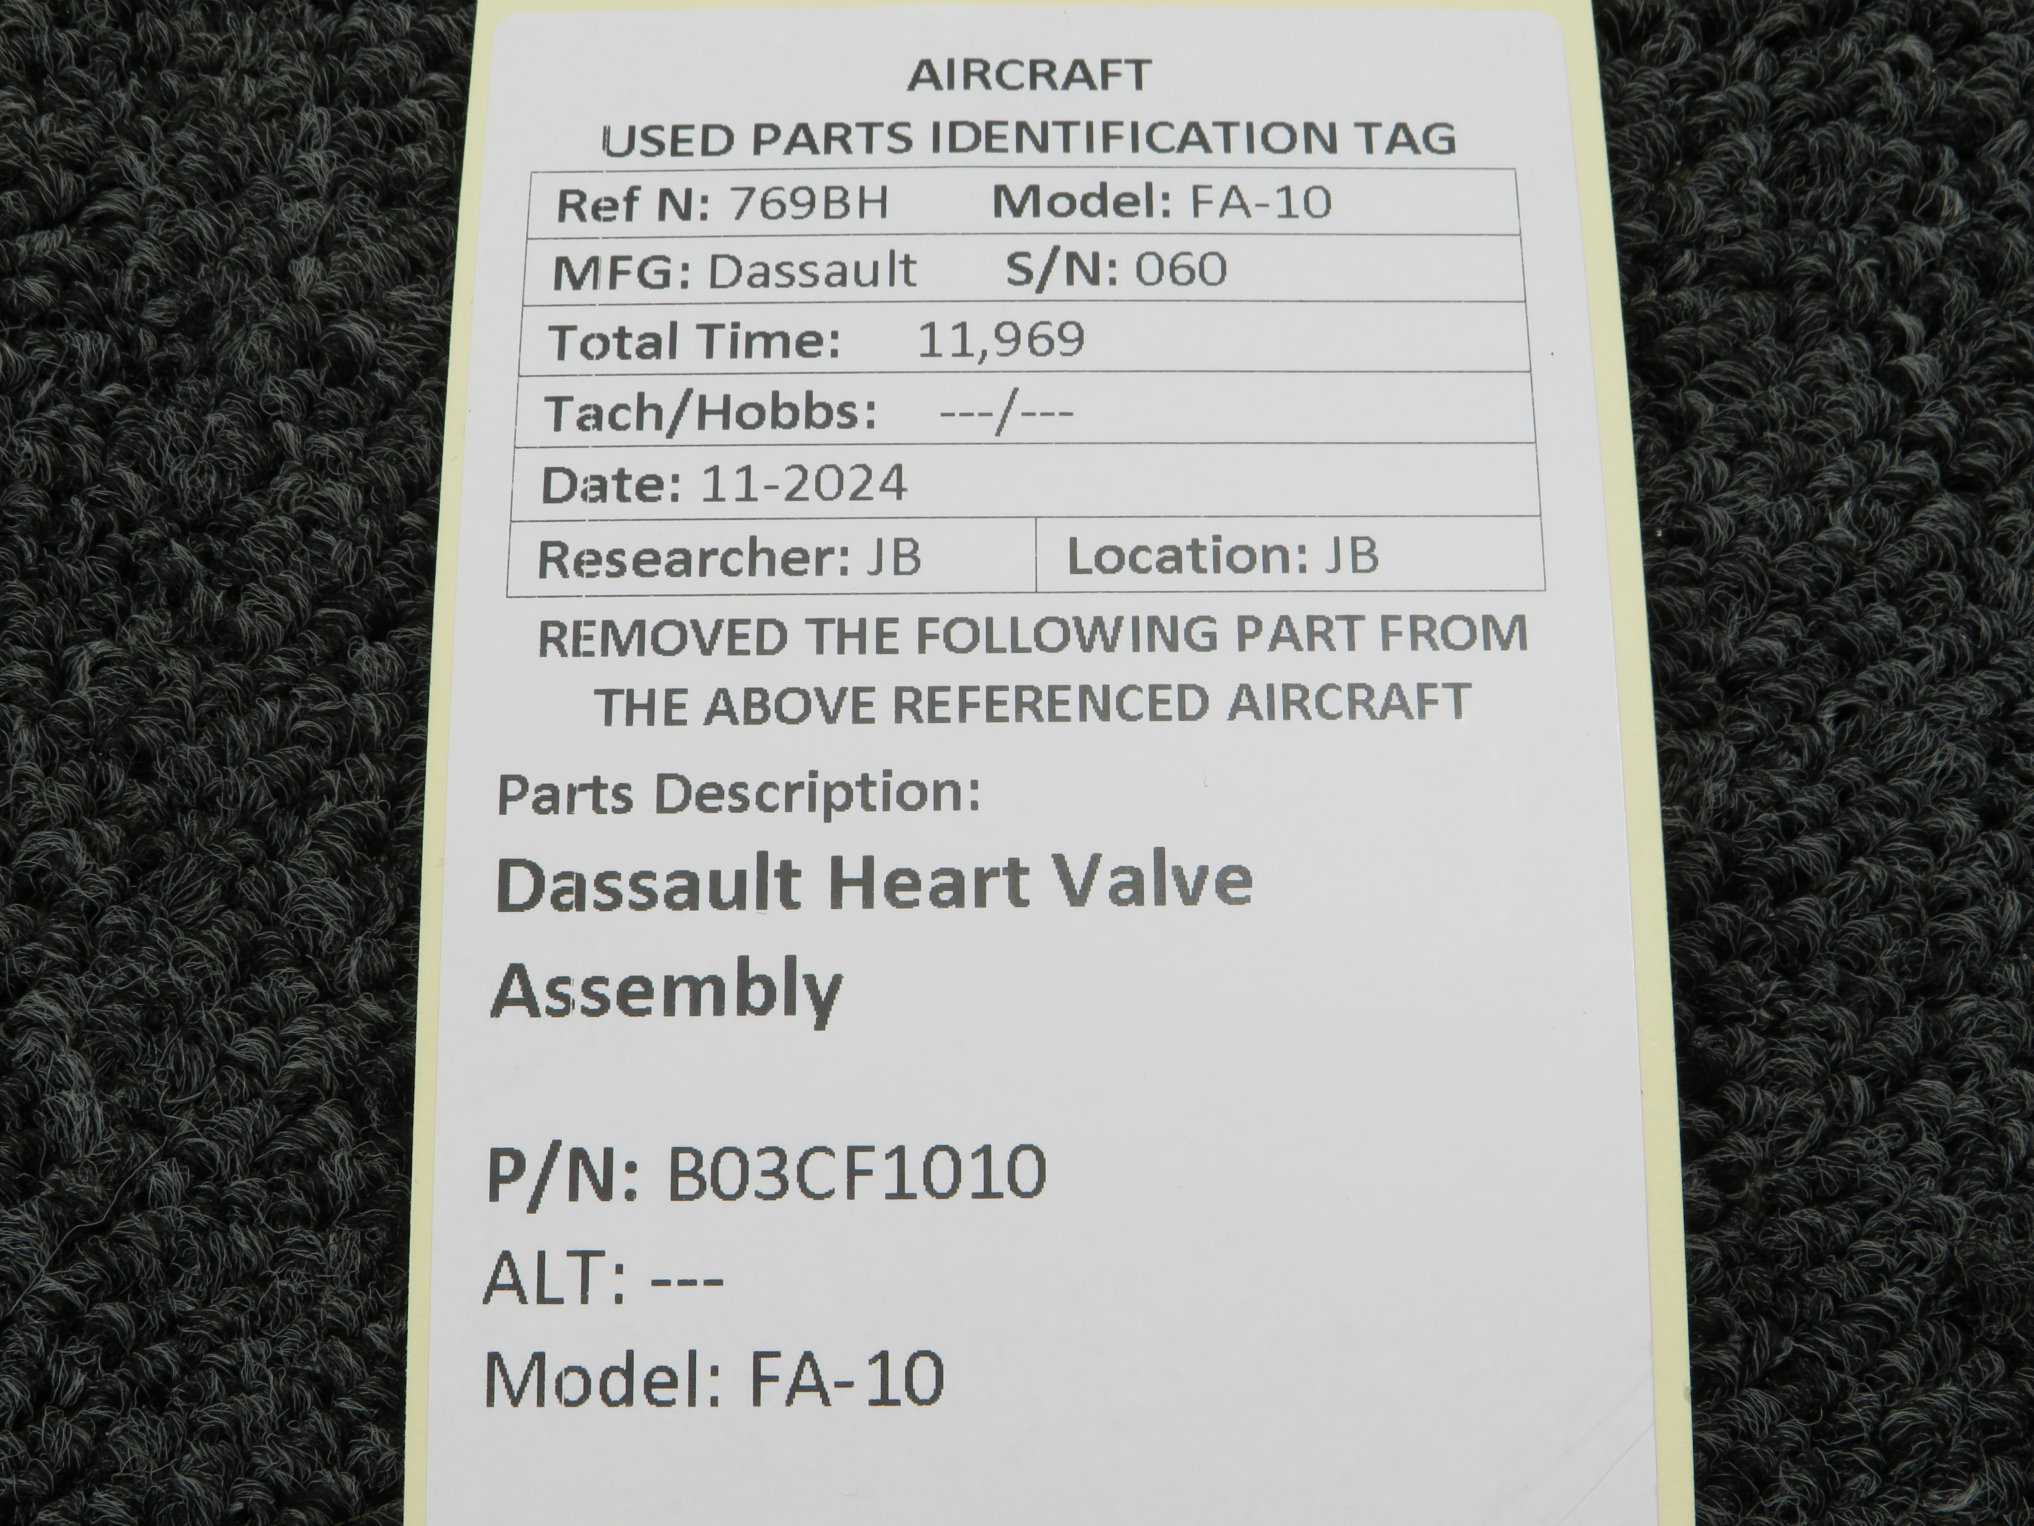 AIRCRAFT
USED PARTS IDENTIFICATION TAG
Ref N: 769BH Model: FA-10
MFG: Dassault S/N: 060
Total Time: 11,969
Tach/Hobbs: ---/---
Date: 11-2024
Researcher: JB Location: JB
REMOVED THE FOLLOWING PART FROM
THE ABOVE REFERENCED AIRCRAFT
Parts Description:
Dassault Heart Valve
Assembly
P/N: B03CF1010
ALT: ---
Model: FA-10